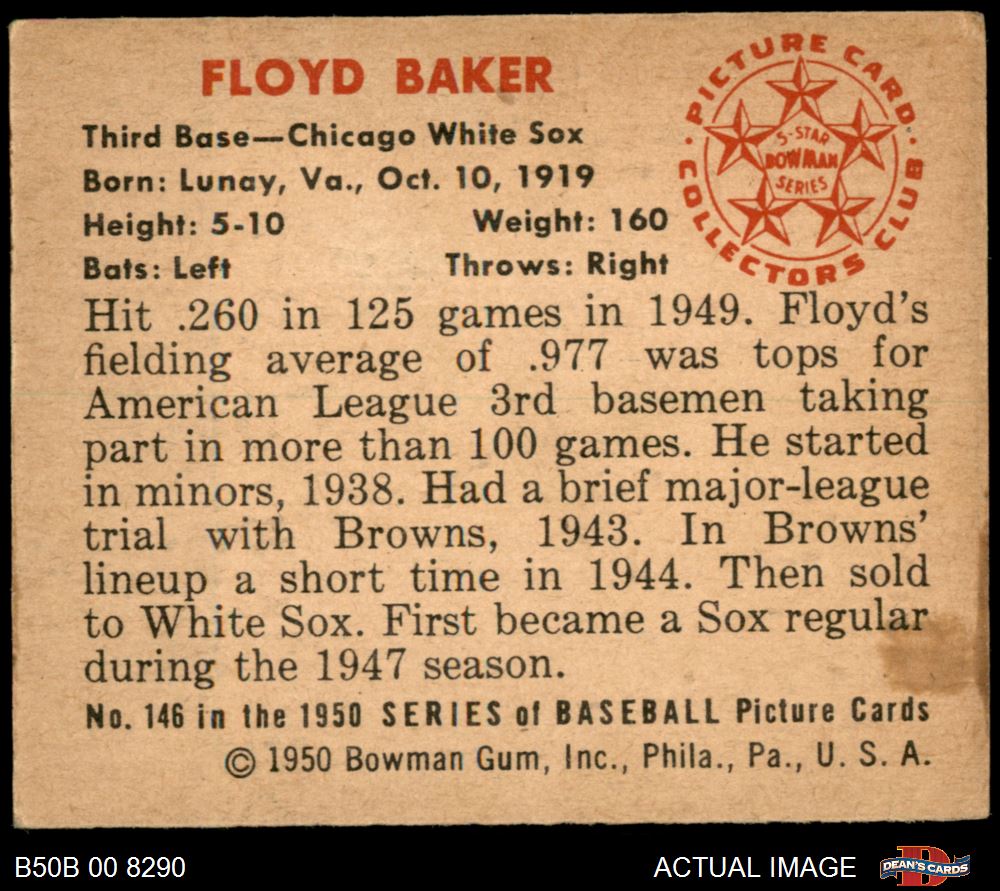 FLOYD BAKER
Third Base—Chicago White Sox
Born: Lunay, Va., Oct. 10, 1919
Height: 5-10 Weight: 160
Bats: Left Throws: Right
PICTURE CARD
COLLECTORS CLUB
5-STAR
BOWMAN
SERIES
Hit .260 in 125 games in 1949. Floyd's
fielding average of .977 was tops for
American League 3rd basemen taking
part in more than 100 games. He started
in minors, 1938. Had a brief major-league
trial with Browns, 1943. In Browns'
lineup a short time in 1944. Then sold
to White Sox. First became a Sox regular
during the 1947 season.
No. 146 in the 1950 SERIES of BASEBALL Picture Cards
© 1950 Bowman Gum, Inc., Phila., Pa., U. S. A.
B50B 00 8290
ACTUAL IMAGE
D
DEAN'S CARDS